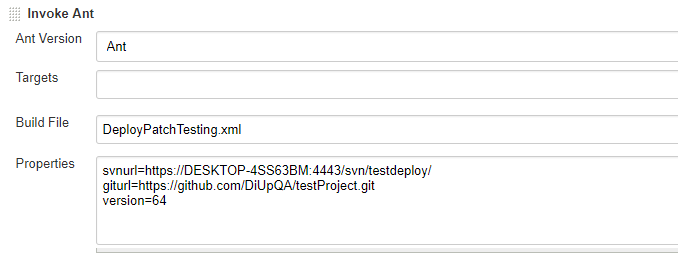 Invoke Ant
Ant Version
Ant
Targets
Build File
DeployPatchTesting.xml
Properties
svnurl=https://DESKTOP-4SS63BM:4443/svn/testdeploy/
giturl=https://github.com/DiUpQA/testProject.git
version=64